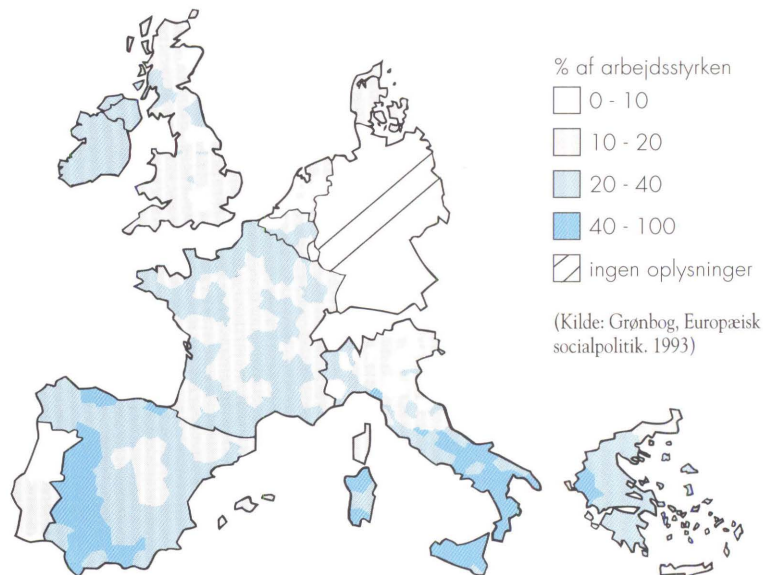 % af arbejdsstyrken
0 - 10
10 - 20
20 - 40
40 - 100
ingen oplysninger
(Kilde: Grønbog, Europæisk
socialpolitik. 1993)